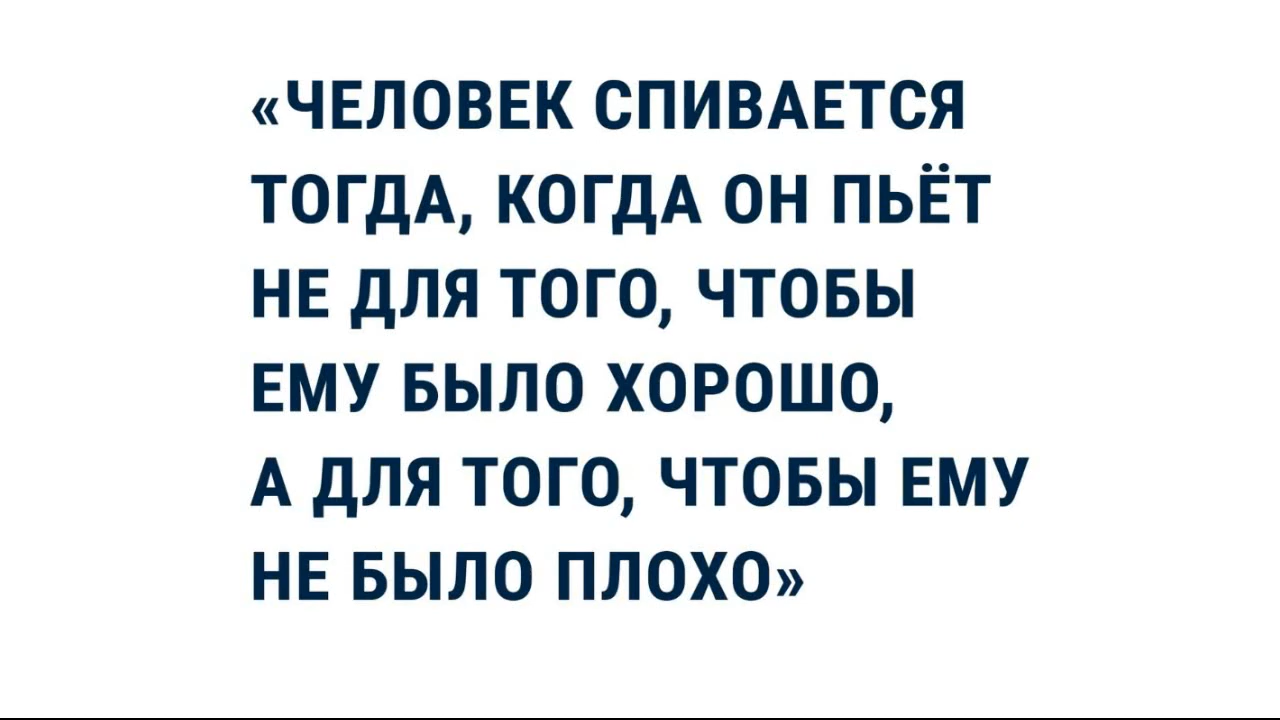 «ЧЕЛОВЕК СПИВАЕТСЯ
ТОГДА, КОГДА ОН ПЬЁТ
НЕ ДЛЯ ТОГО, ЧТОБЫ
ЕМУ БЫЛО ХОРОШО,
А ДЛЯ ТОГО, ЧТОБЫ ЕМУ
НЕ БЫЛО ПЛОХО»